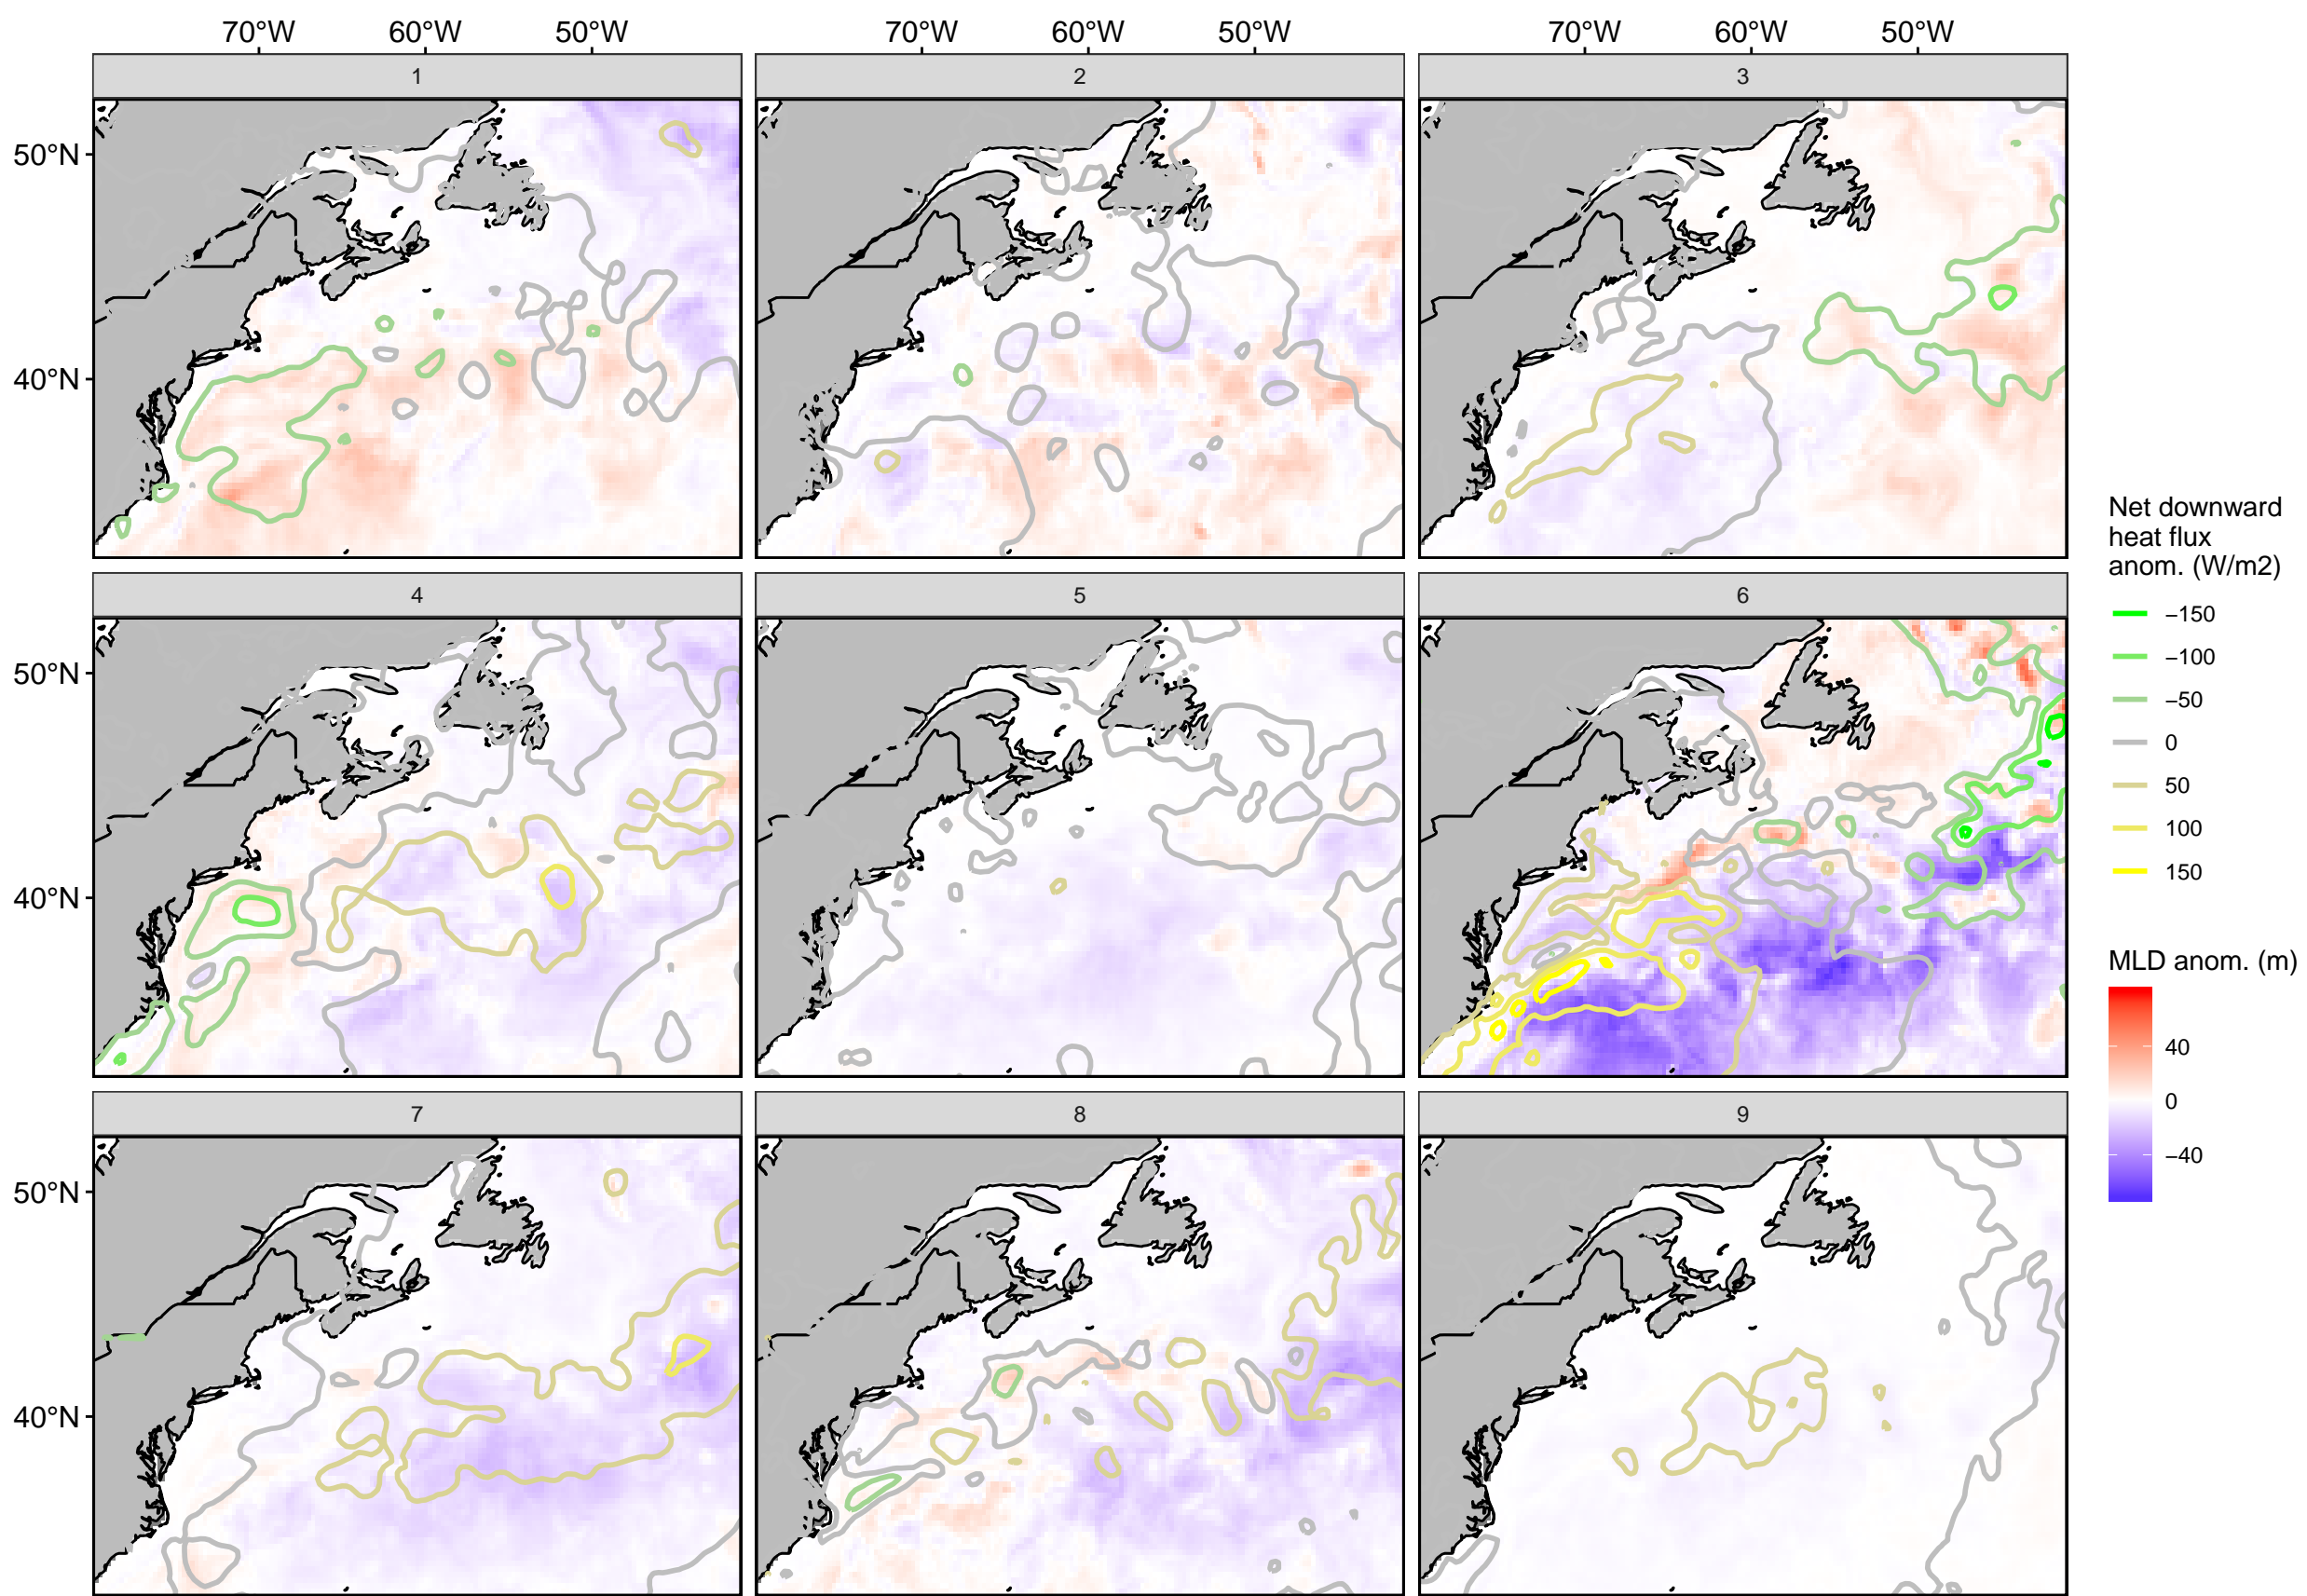 70°W 60°W 50°W 70°W 60°W 50°W 70°W 60°W 50°W
1 2 3
50°N
40°N
4 5 6
50°N
40°N
7 8 9
50°N
40°N
Net downward
heat flux
anom. (W/m2)
−150
−100
−50
0
50
100
150
MLD anom. (m)
40
0
−40